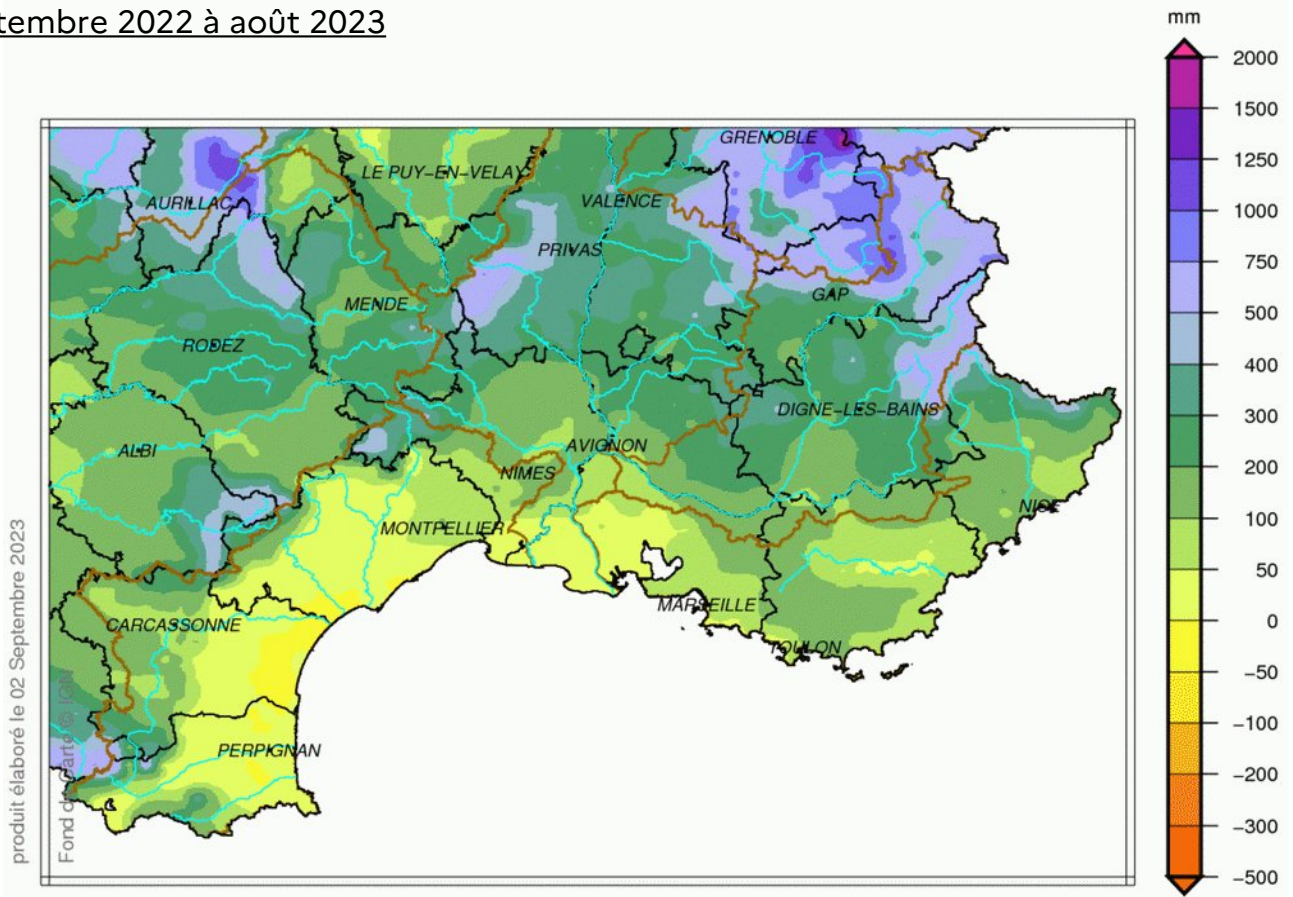 tembre 2022 à août 2023
mm
2000
1500
1250
1000
750
500
400
300
200
100
50
0
-50
-100
-200
-300
-500
GRENOBLE
LE PUY-EN-VELAY
AURILLAC
VALENCE
PRIVAS
GAP
MENDE
RODEZ
DIGNE-LES-BAINS
ALBI
AVIGNON
NIMES
NICE
MONTPELLIER
MARSEILLE
CARCASSONNE
TOULON
PERPIGNAN
produit élaboré le 02 Septembre 2023
Fond de Carte © IGN